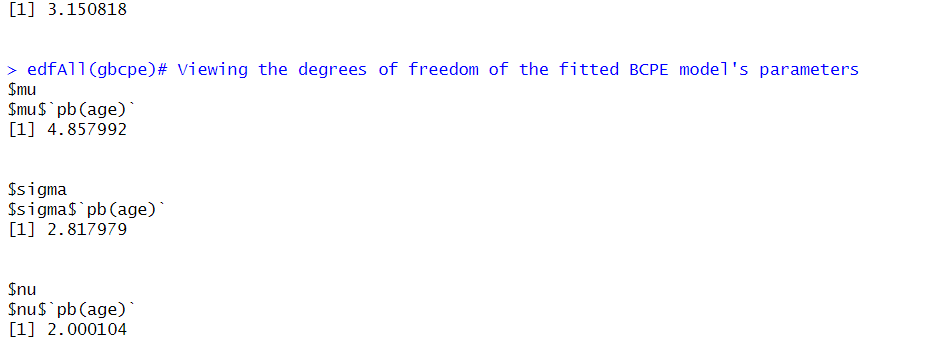 [1] 3.150818
> edfAll(gbcpe)# Viewing the degrees of freedom of the fitted BCPE model's parameters
$mu
$mu$`pb(age)`
[1] 4.857992
$sigma
$sigma$`pb(age)`
[1] 2.817979
$nu
$nu$`pb(age)`
[1] 2.000104